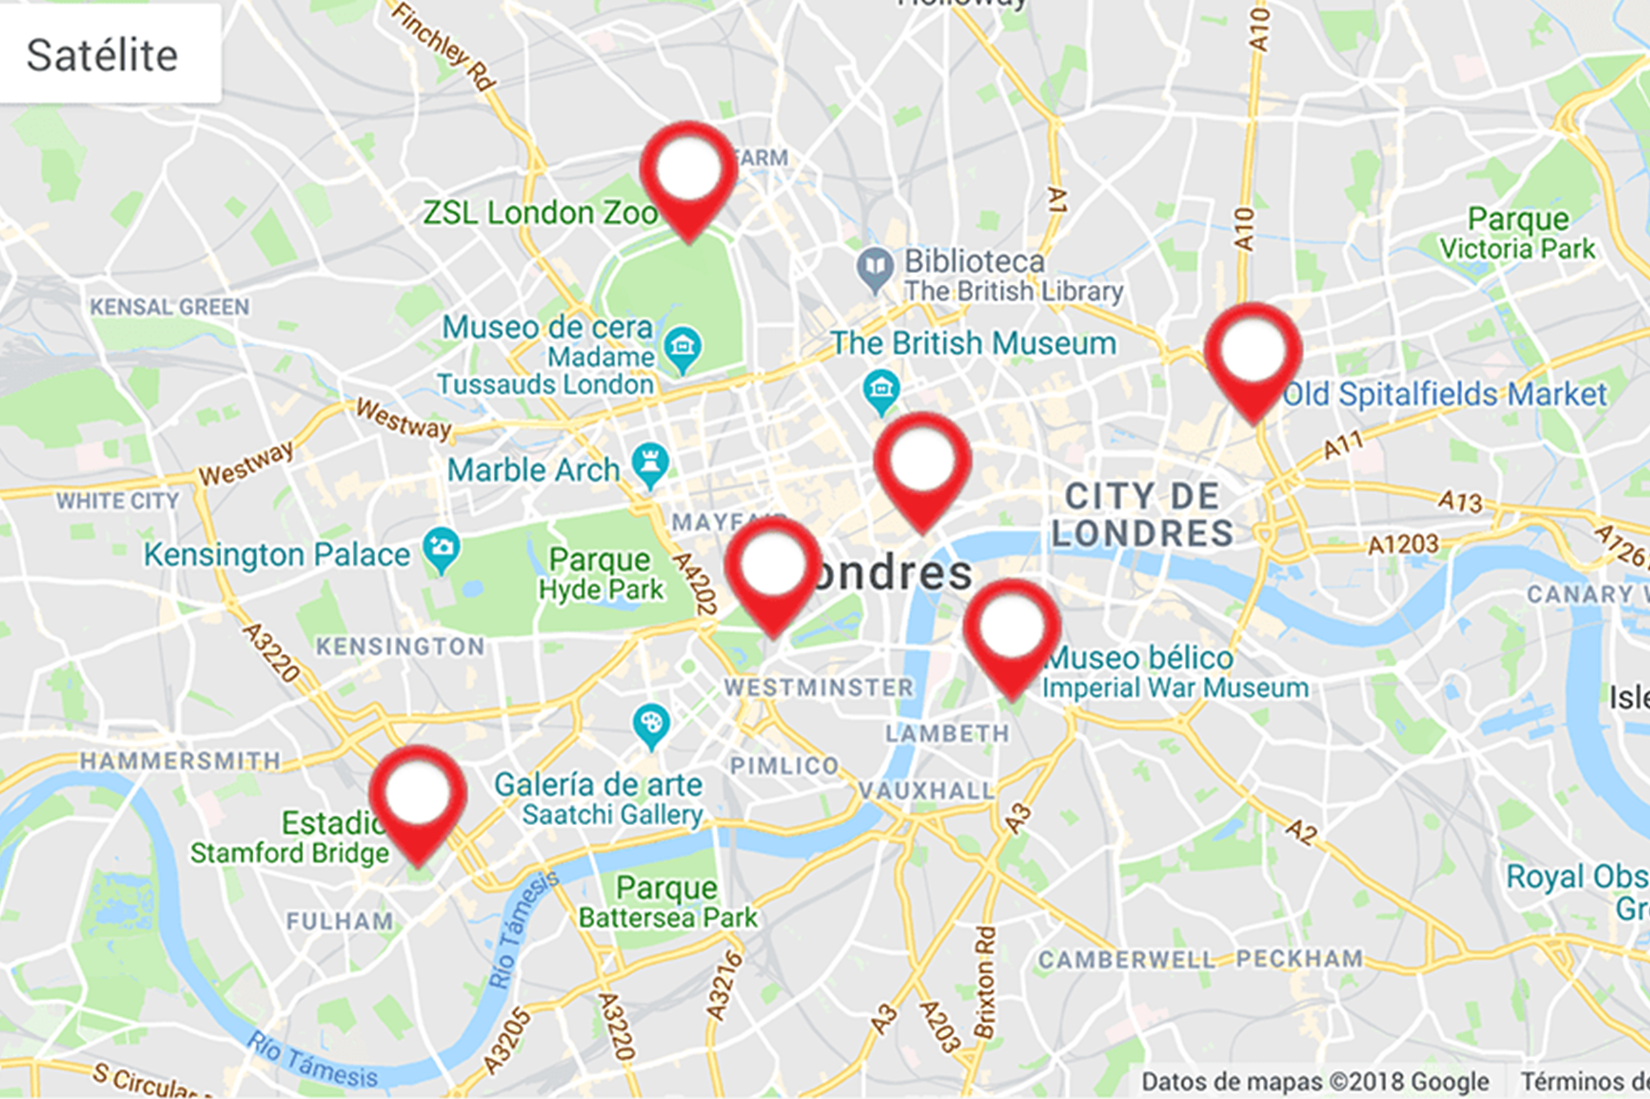 Holloway
Finchley Rd
A10
Satélite
FARM
ZSL London Zoo
A1
A10
Parque
Victoria Park
Biblioteca
The British Library
KENSAL GREEN
Museo de cera
Madame
Tussauds London
The British Museum
Old Spitalfields Market
Westway
Westway
A11
Marble Arch
WHITE CITY
CITY DE
LONDRES
A13
MAYFAIR
Kensington Palace
Parque
Hyde Park
A4202
ondres
A1203
A126
CANARY W
A3220
KENSINGTON
Museo bélico
Imperial War Museum
WESTMINSTER
Isle
LAMBETH
HAMMERSMITH
PIMLICO
VAUXHALL
Galería de arte
Saatchi Gallery
Estadio
Stamford Bridge
A3
A2
Parque
Battersea Park
Royal Obs
Gr
FULHAM
Río Támesis
CAMBERWELL
PECKHAM
A3216
Brixton Rd
A3
A203
A3220
A3205
Río Támesis
S Circular
Datos de mapas ©2018 Google
Términos de